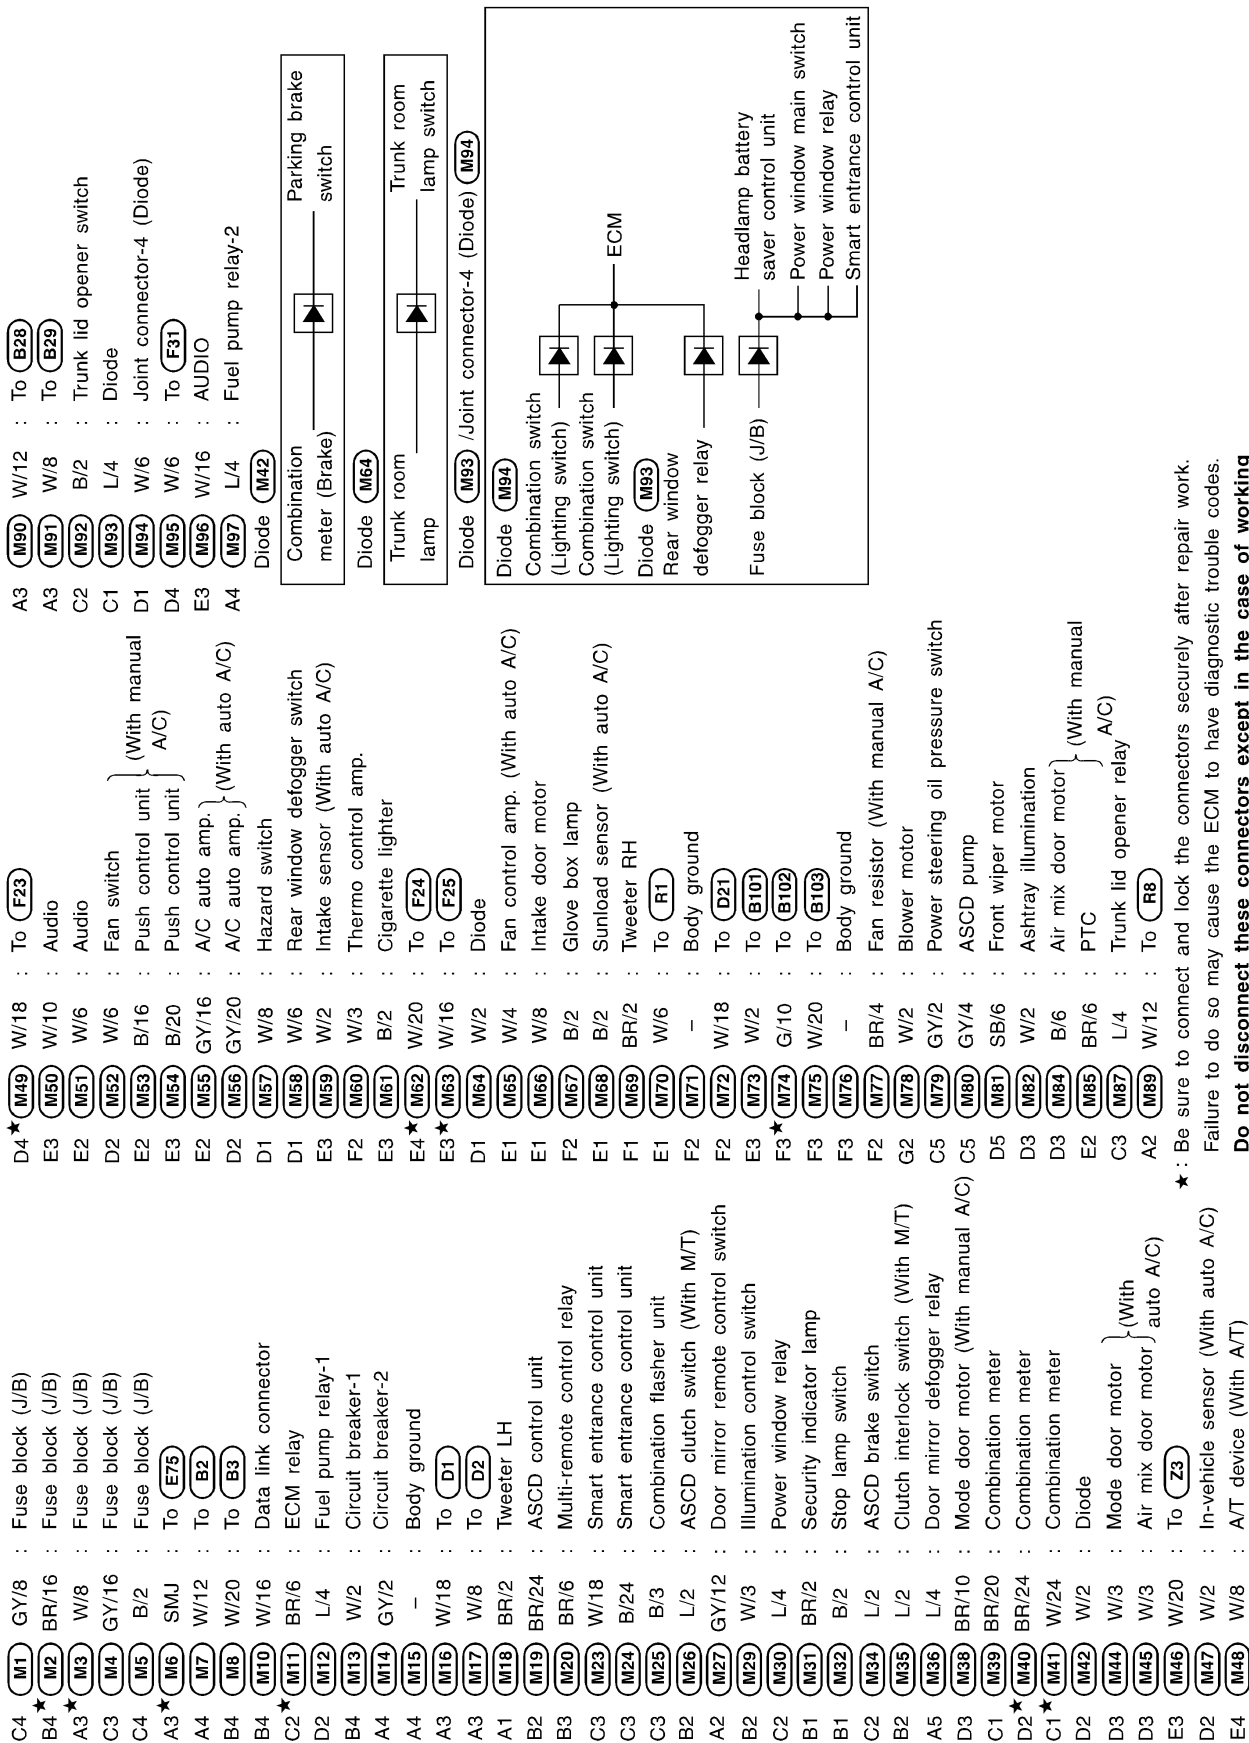 C4 M1 GY/8 : Fuse block (J/B)
B4★ M2 BR/16 : Fuse block (J/B)
A3★ M3 W/8 : Fuse block (J/B)
C3 M4 GY/16 : Fuse block (J/B)
C4 M5 B/2 : Fuse block (J/B)
A3★ M6 SMJ : To E75
A4 M7 W/12 : To B2
B4 M8 W/20 : To B3
B4 M10 W/16 : Data link connector
C2★ M11 BR/6 : ECM relay
D2 M12 L/4 : Fuel pump relay-1
B4 M13 W/2 : Circuit breaker-1
A4 M14 GY/2 : Circuit breaker-2
A4 M15 – : Body ground
A3 M16 W/18 : To D1
A3 M17 W/8 : To D2
A1 M18 BR/2 : Tweeter LH
B2 M19 BR/24 : ASCD control unit
B3 M20 BR/6 : Multi-remote control relay
C3 M23 W/18 : Smart entrance control unit
C3 M24 B/24 : Smart entrance control unit
C3 M25 B/3 : Combination flasher unit
B2 M26 L/2 : ASCD clutch switch (With M/T)
A2 M27 GY/12 : Door mirror remote control switch
B2 M29 W/3 : Illumination control switch
C2 M30 L/4 : Power window relay
B1 M31 BR/2 : Security indicator lamp
B1 M32 B/2 : Stop lamp switch
C2 M34 L/2 : ASCD brake switch
B2 M35 L/2 : Clutch interlock switch (With M/T)
A5 M36 L/4 : Door mirror defogger relay
D3 M38 BR/10 : Mode door motor (With manual A/C)
C1 M39 BR/20 : Combination meter
D2★ M40 BR/24 : Combination meter
C1★ M41 W/24 : Combination meter
D2 M42 W/2 : Diode
D3 M44 W/3 : Mode door motor
D3 M45 W/3 : Air mix door motor
(With
auto A/C)
E3 M46 W/20 : To Z3
D2 M47 W/2 : In-vehicle sensor (With auto A/C)
E4 M48 W/8 : A/T device (With A/T)
D4★ M49 W/18 : To F23
E3 M50 W/10 : Audio
E2 M51 W/6 : Audio
D2 M52 W/6 : Fan switch
E2 M53 B/16 : Push control unit
E3 M54 B/20 : Push control unit
(With manual
A/C)
E2 M55 GY/16 : A/C auto amp.
D2 M56 GY/20 : A/C auto amp.
(With auto A/C)
D1 M57 W/8 : Hazard switch
D1 M58 W/6 : Rear window defogger switch
E3 M59 W/2 : Intake sensor (With auto A/C)
F2 M60 W/3 : Thermo control amp.
E3 M61 B/2 : Cigarette lighter
E4★ M62 W/20 : To F24
E3★ M63 W/16 : To F25
D1 M64 W/2 : Diode
E1 M65 W/4 : Fan control amp. (With auto A/C)
E1 M66 W/8 : Intake door motor
F2 M67 B/2 : Glove box lamp
E1 M68 B/2 : Sunload sensor (With auto A/C)
F1 M69 BR/2 : Tweeter RH
E1 M70 W/6 : To R1
F2 M71 – : Body ground
F2 M72 W/18 : To D21
E3 M73 W/2 : To B101
F3★ M74 G/10 : To B102
F3 M75 W/20 : To B103
F3 M76 – : Body ground
F2 M77 BR/4 : Fan resistor (With manual A/C)
G2 M78 W/2 : Blower motor
C5 M79 GY/2 : Power steering oil pressure switch
C5 M80 GY/4 : ASCD pump
D5 M81 SB/6 : Front wiper motor
D3 M82 W/2 : Ashtray illumination
D3 M84 B/6 : Air mix door motor
E2 M85 BR/6 : PTC
(With manual
A/C)
C3 M87 L/4 : Trunk lid opener relay
A2 M89 W/12 : To R8
★ : Be sure to connect and lock the connectors securely after repair work.
Failure to do so may cause the ECM to have diagnostic trouble codes.
Do not disconnect these connectors except in the case of working
A3 M90 W/12 : To B28
A3 M91 W/8 : To B29
C2 M92 B/2 : Trunk lid opener switch
C1 M93 L/4 : Diode
D1 M94 W/6 : Joint connector-4 (Diode)
D4 M95 W/6 : To F31
E3 M96 W/16 : AUDIO
A4 M97 L/4 : Fuel pump relay-2
Diode M42
Combination
meter (Brake)
Parking brake
switch
Diode M64
Trunk room
lamp
Trunk room
lamp switch
Diode M93 /Joint connector-4 (Diode) M94
Diode M94
Combination switch
(Lighting switch)
Combination switch
(Lighting switch)
ECM
Diode M93
Rear window
defogger relay
Fuse block (J/B)
Headlamp battery
saver control unit
Power window main switch
Power window relay
Smart entrance control unit